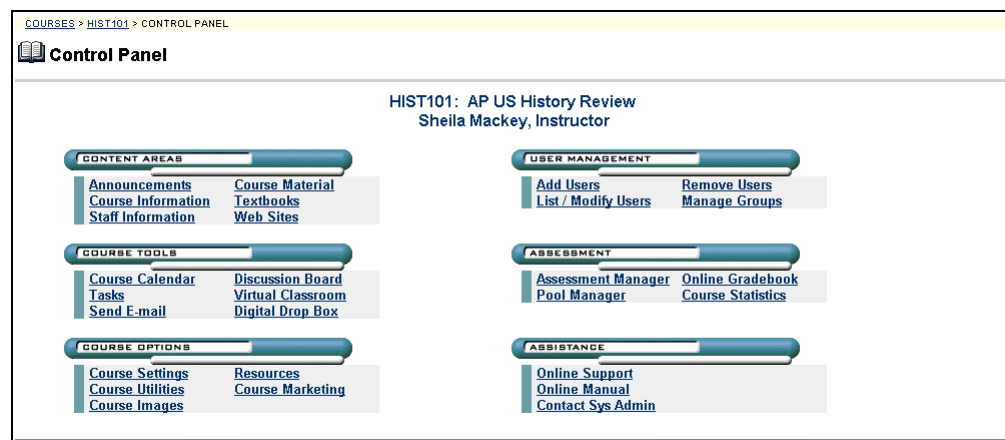 COURSES > HIST101 > CONTROL PANEL
Control Panel
HIST101: AP US History Review
Sheila Mackey, Instructor
CONTENT AREAS
Announcements Course Material
Course Information Textbooks
Staff Information Web Sites
USER MANAGEMENT
Add Users Remove Users
List / Modify Users Manage Groups
COURSE TOOLS
Course Calendar Discussion Board
Tasks Virtual Classroom
Send E-mail Digital Drop Box
ASSESSMENT
Assessment Manager Online Gradebook
Pool Manager Course Statistics
COURSE OPTIONS
Course Settings Resources
Course Utilities Course Marketing
Course Images
ASSISTANCE
Online Support
Online Manual
Contact Sys Admin